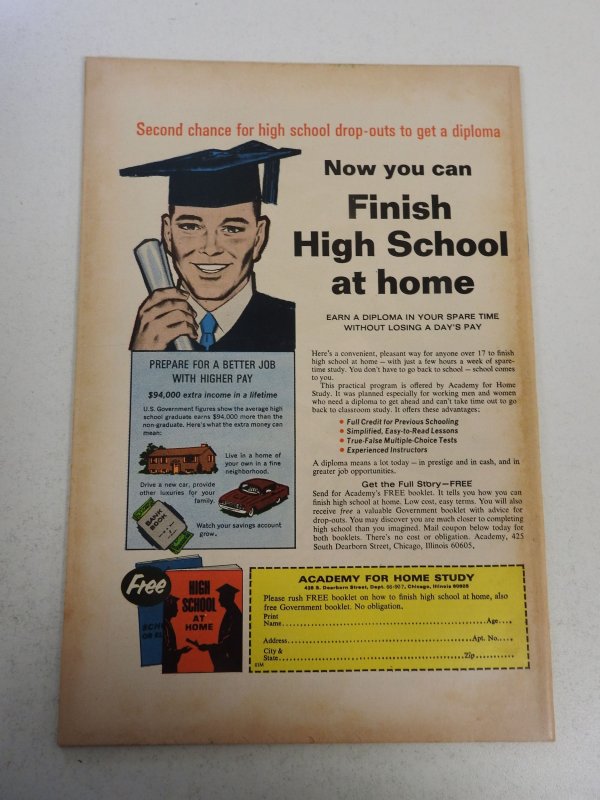 Second chance for high school drop-outs to get a diploma
Now you can
Finish
High School
at home
EARN A DIPLOMA IN YOUR SPARE TIME
WITHOUT LOSING A DAY'S PAY
Here's a convenient, pleasant way for anyone over 17 to finish
high school at home — with just a few hours a week of spare-
time study. You don't have to go back to school — school comes
to you.
This practical program is offered by Academy for Home
Study. It was planned especially for working men and women
who need a diploma to get ahead and can't take time out to go
back to classroom study. It offers these advantages:
• Full Credit for Previous Schooling
• Simplified, Easy-to-Read Lessons
• True-False Multiple-Choice Tests
• Experienced Instructors
A diploma means a lot today — in prestige and in cash, and in
greater job opportunities.
Get the Full Story—FREE
Send for Academy's FREE booklet. It tells you how you can
finish high school at home. Low cost, easy terms. You will also
receive free a valuable Government booklet with advice for
drop-outs. You may discover you are much closer to completing
high school than you imagined. Mail coupon below today for
both booklets. There's no cost or obligation. Academy, 425
South Dearborn Street, Chicago, Illinois 60605.
PREPARE FOR A BETTER JOB
WITH HIGHER PAY
$94,000 extra income in a lifetime
U.S. Government figures show the average high
school graduate earns $94,000 more than the
non-graduate. Here's what the extra money can
mean:
Live in a home of
your own in a fine
neighborhood.
Drive a new car, provide
other luxuries for your
family.
BANK
BOOK
Watch your savings account
grow.
Free
HIGH
SCHOOL
AT
HOME
SCH
OR EL
ACADEMY FOR HOME STUDY
425 S. Dearborn Street, Dept. Chicago, Illinois 60605
Please rush FREE booklet on how to finish high school at home, also
free Government booklet. No obligation.
Print
Name Age
Address Apt. No.
City &
State Zip